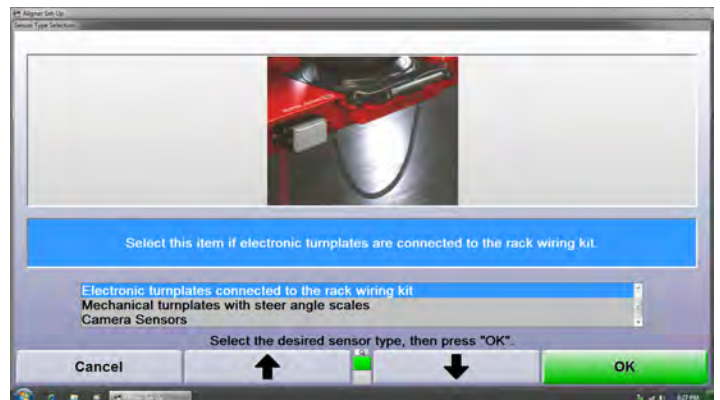 Aligner Set-Up
Sensor Type Selection
Select this item if electronic turnplates are connected to the rack wiring kit.
Electronic turnplates connected to the rack wiring kit
Mechanical turnplates with steer angle scales
Camera Sensors
Select the desired sensor type, then press "OK".
Cancel
OK